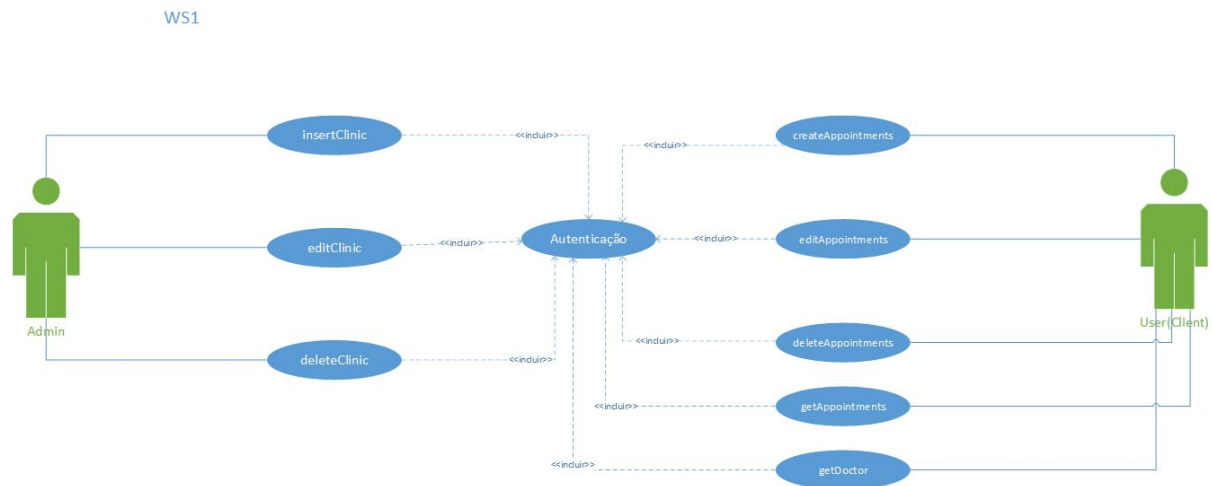 WS1
insertClinic
<<incluir>>
<<incluir>>
createAppointments
<<incluir>>
editClinic
<<incluir>>
Autenticação
<<incluir>>
editAppointments
Admin
User(Client)
deleteClinic
<<incluir>>
<<incluir>>
deleteAppointments
<<incluir>>
getAppointments
<<incluir>>
getDoctor